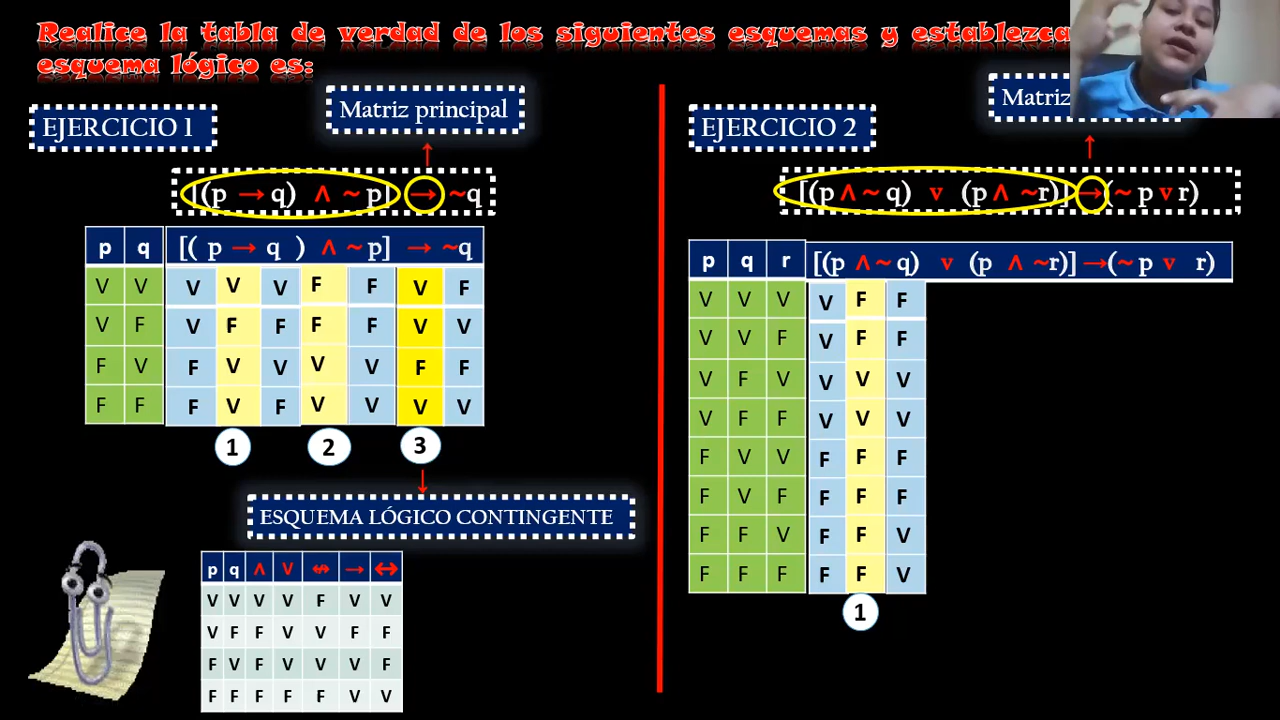 Realice la tabla de verdad de los siguientes esquemas y establezca
esquema lógico es:
EJERCICIO 1
Matriz principal
↑
[(p → q) ∧ ~ p] → ~q
p q [( p → q ) ∧ ~ p] → ~q
V V V V V F F V F
V F V F F F F V V
F V F V V V V F F
F F F V F V V V V
1 2 3
↓
ESQUEMA LÓGICO CONTINGENTE
p q ∧ V ↮ → ↔
V V V V F V V
V F F V V F F
F V F V V V F
F F F F F V V
EJERCICIO 2
Matriz
↑
[(p ∧ ~ q) v (p ∧ ~r)] → (~ p v r)
p q r [(p ∧ ~ q) v (p ∧ ~r)] → (~ p v r)
V V V V F F
V V F V F F
V F V V V V
V F F V V V
F V V F F F
F V F F F F
F F V F F V
F F F F F V
1